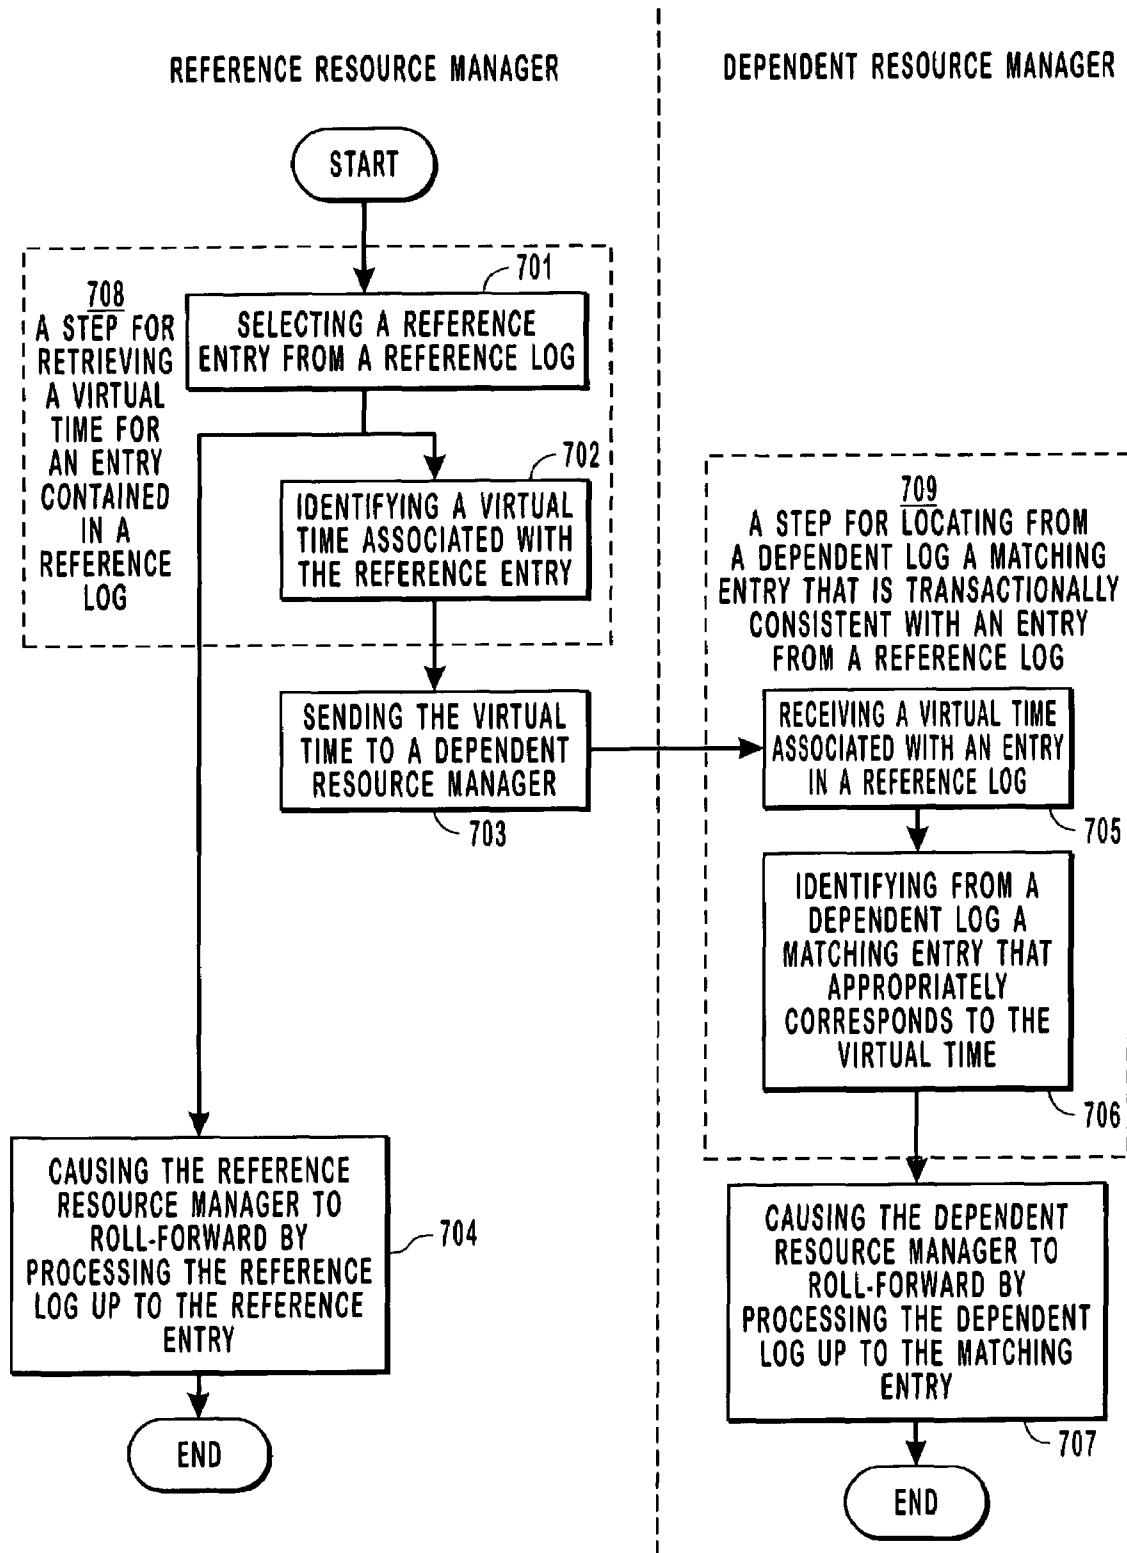 REFERENCE RESOURCE MANAGER
DEPENDENT RESOURCE MANAGER
START
708
A STEP FOR
RETRIEVING
A VIRTUAL
TIME FOR
AN ENTRY
CONTAINED
IN A
REFERENCE
LOG
701
SELECTING A REFERENCE
ENTRY FROM A REFERENCE LOG
702
IDENTIFYING A VIRTUAL
TIME ASSOCIATED WITH
THE REFERENCE ENTRY
SENDING THE VIRTUAL
TIME TO A DEPENDENT
RESOURCE MANAGER
703
709
A STEP FOR LOCATING FROM
A DEPENDENT LOG A MATCHING
ENTRY THAT IS TRANSACTIONALLY
CONSISTENT WITH AN ENTRY
FROM A REFERENCE LOG
RECEIVING A VIRTUAL TIME
ASSOCIATED WITH AN ENTRY
IN A REFERENCE LOG
705
IDENTIFYING FROM A
DEPENDENT LOG A
MATCHING ENTRY THAT
APPROPRIATELY
CORRESPONDS TO THE
VIRTUAL TIME
706
CAUSING THE REFERENCE
RESOURCE MANAGER TO
ROLL-FORWARD BY
PROCESSING THE REFERENCE
LOG UP TO THE REFERENCE
ENTRY
704
END
CAUSING THE DEPENDENT
RESOURCE MANAGER TO
ROLL-FORWARD BY
PROCESSING THE DEPENDENT
LOG UP TO THE MATCHING
ENTRY
707
END